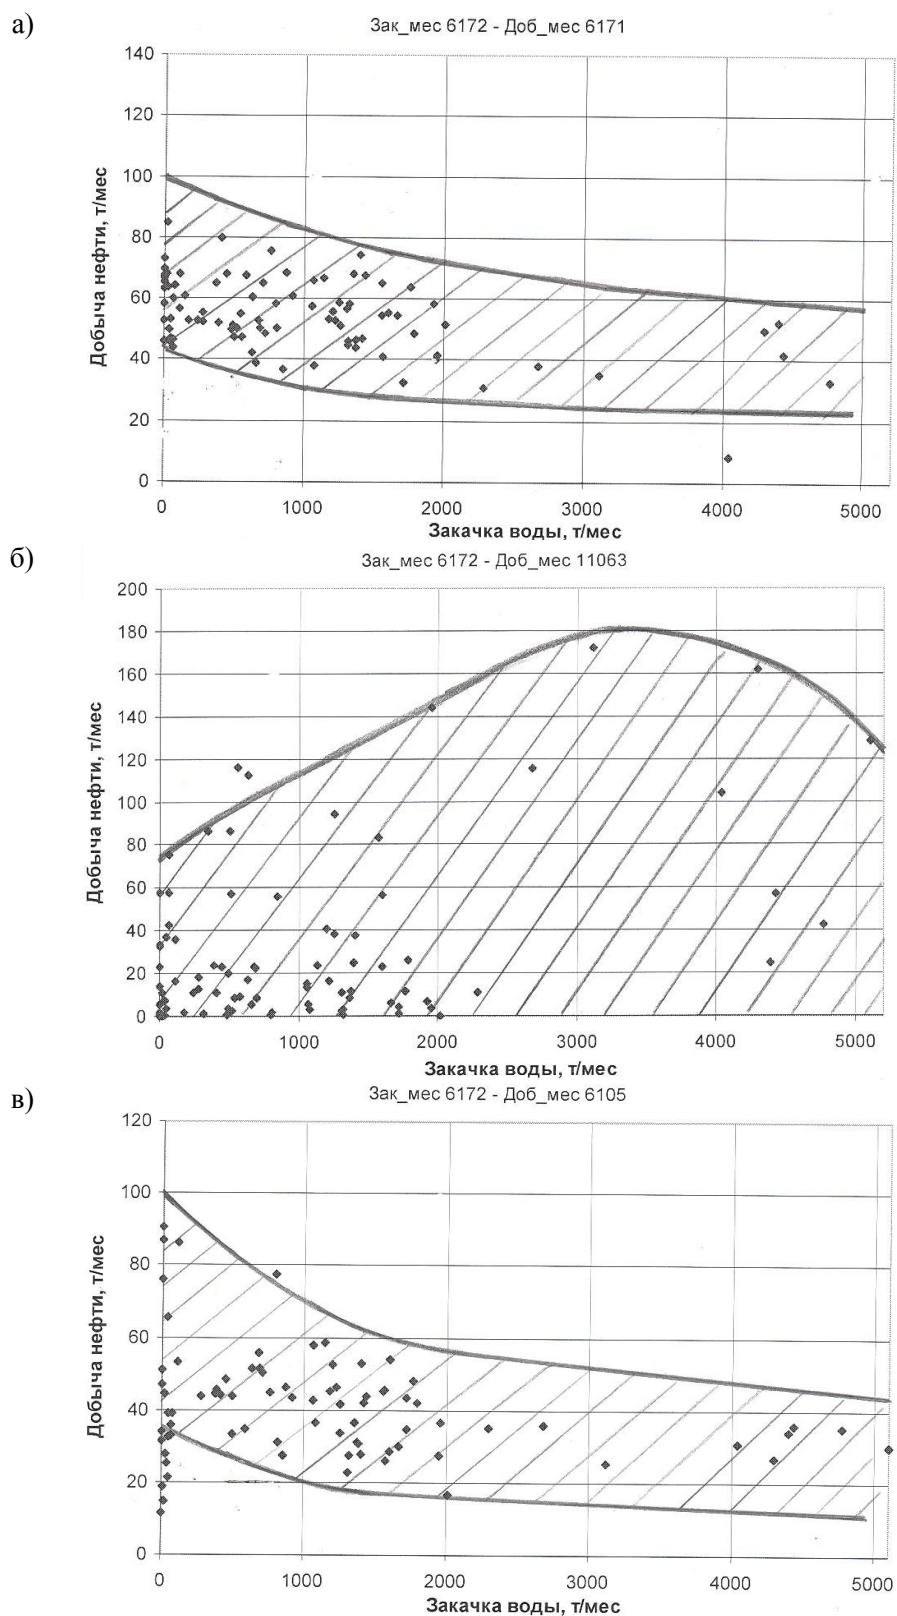 а)
Зак_мес 6172 - Доб_мес 6171
Добыча нефти, т/мес
140
120
100
80
60
40
20
0
0 1000 2000 3000 4000 5000
Закачка воды, т/мес
б)
Зак_мес 6172 - Доб_мес 11063
Добыча нефти, т/мес
200
180
160
140
120
100
80
60
40
20
0
0 1000 2000 3000 4000 5000
Закачка воды, т/мес
в)
Зак_мес 6172 - Доб_мес 6105
Добыча нефти, т/мес
120
100
80
60
40
20
0
0 1000 2000 3000 4000 5000
Закачка воды, т/мес